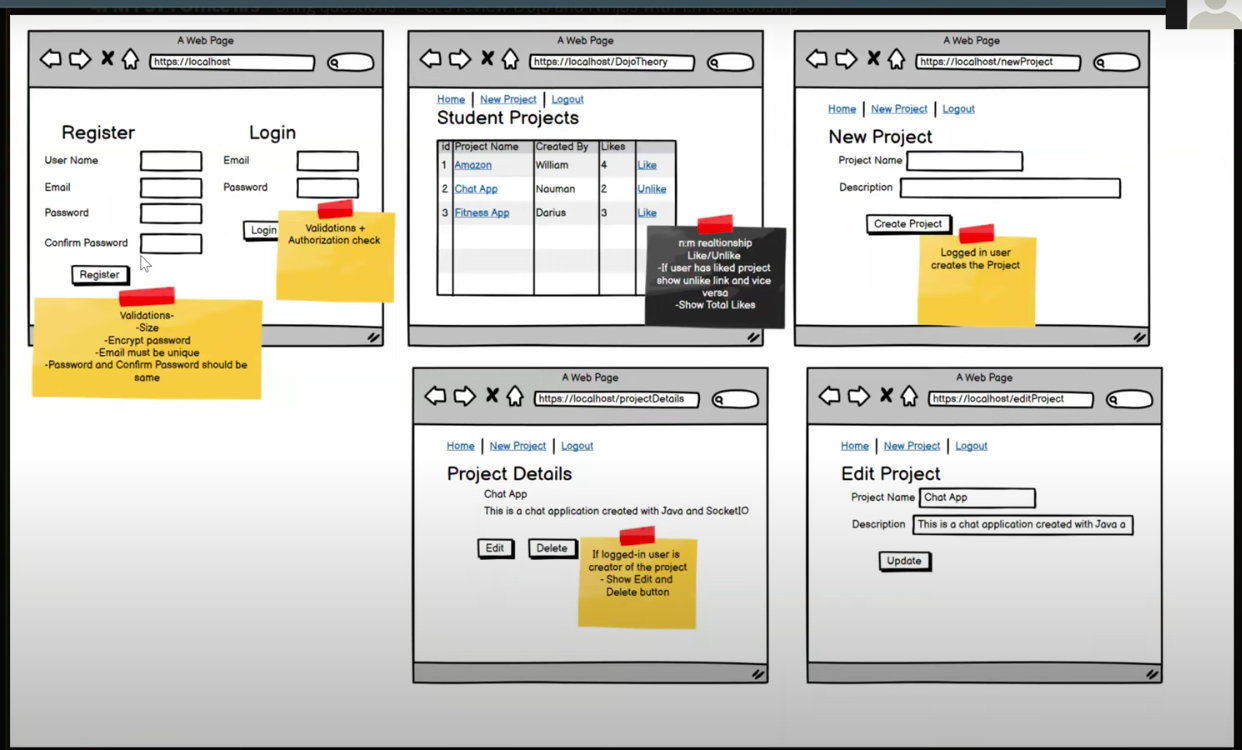 A Web Page
https://localhost
Register
User Name
Email
Password
Confirm Password
Register
Login
Email
Password
Login
Validations +
Authorization check
Validations-
-Size
-Encrypt password
-Email must be unique
-Password and Confirm Password should be
same
A Web Page
https://localhost/DojoTheory
Home | New Project | Logout
Student Projects
id Project Name Created By Likes
1 Amazon William 4 Like
2 Chat App Nauman 2 Unlike
3 Fitness App Darius 3 Like
n:m realtionship
Like/Unlike
-If user has liked project
show unlike link and vice
versa
-Show Total Likes
A Web Page
https://localhost/newProject
Home | New Project | Logout
New Project
Project Name
Description
Create Project
Logged in user
creates the Project
A Web Page
https://localhost/projectDetails
Home | New Project | Logout
Project Details
Chat App
This is a chat application created with Java and SocketIO
Edit Delete
If logged-in user is
creator of the project
- Show Edit and
Delete button
A Web Page
https://localhost/editProject
Home | New Project | Logout
Edit Project
Project Name Chat App
Description This is a chat application created with Java a
Update